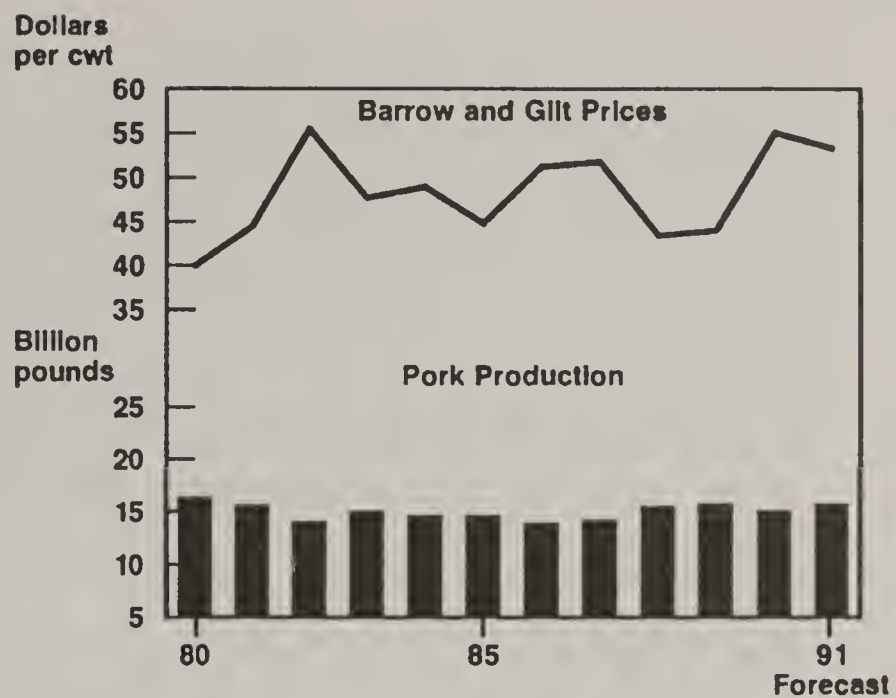 Dollars
per cwt
60
Barrow and Gilt Prices
55
50
45
40
35
Billion
pounds
Pork Production
25
20
15
10
5
80
85
91
Forecast